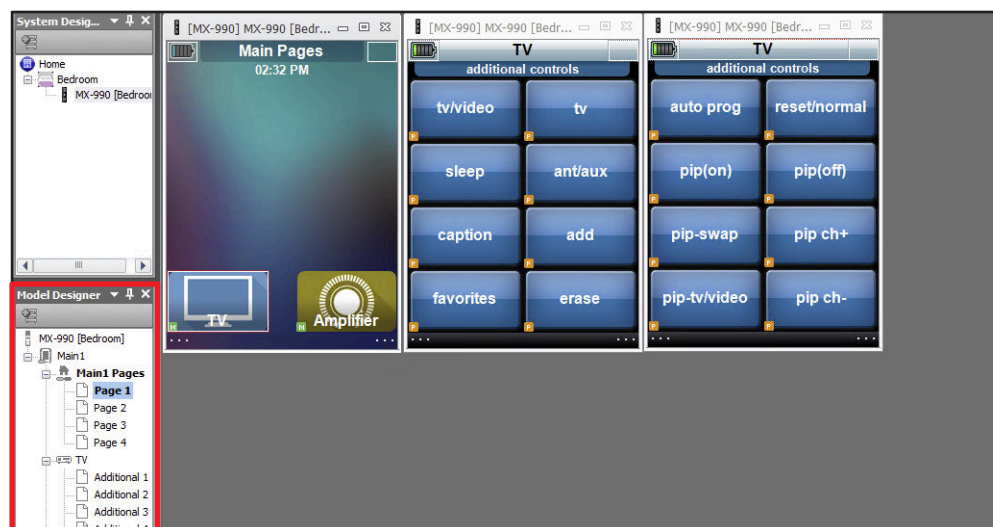 System Desig...
Home
Bedroom
MX-990 [Bedroor
Model Designer
MX-990 [Bedroom]
Main1
Main1 Pages
Page 1
Page 2
Page 3
Page 4
TV
Additional 1
Additional 2
Additional 3
[MX-990] MX-990 [Bedr...
Main Pages
02:32 PM
TV
Amplifier
M
M
...
...
[MX-990] MX-990 [Bedr...
TV
additional controls
tv/video tv
P P
sleep ant/aux
P P
caption add
P P
favorites erase
P P
...
...
[MX-990] MX-990 [Bedr...
TV
additional controls
auto prog reset/normal
P P
pip(on) pip(off)
P P
pip-swap pip ch+
P P
pip-tv/video pip ch-
P P
...
...